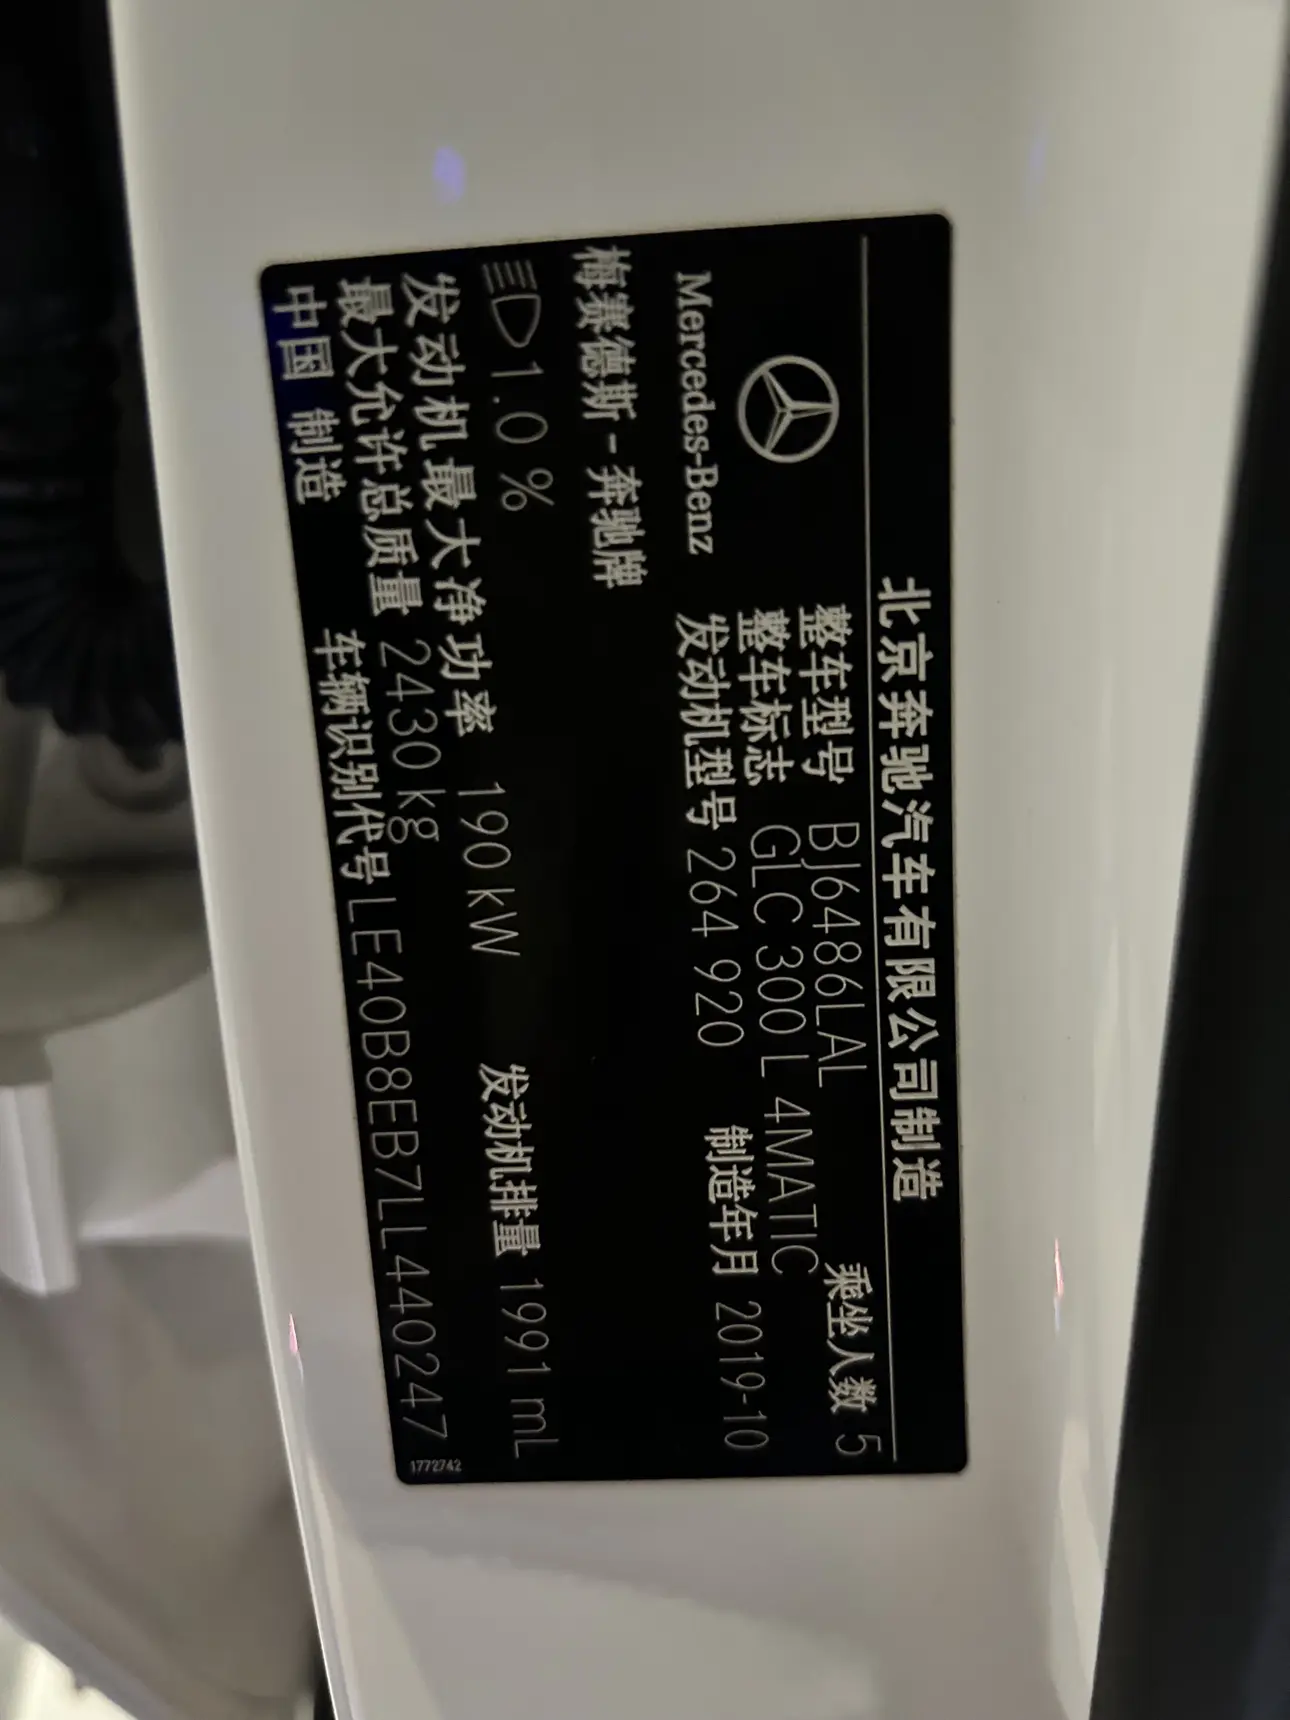 北京奔驰汽车有限公司制造
整车型号 BJ6486LAL 乘坐人数 5
整车标志 GLC 300 L 4MATIC
Mercedes-Benz 发动机型号 264 920 制造年月 2019-10
梅赛德斯-奔驰牌
1.0 %
发动机最大净功率 190 kW 发动机排量 1991 mL
最大允许总质量 2430 kg
中国 制造 车辆识别代号 LE40B8EB7LL440247
1772742